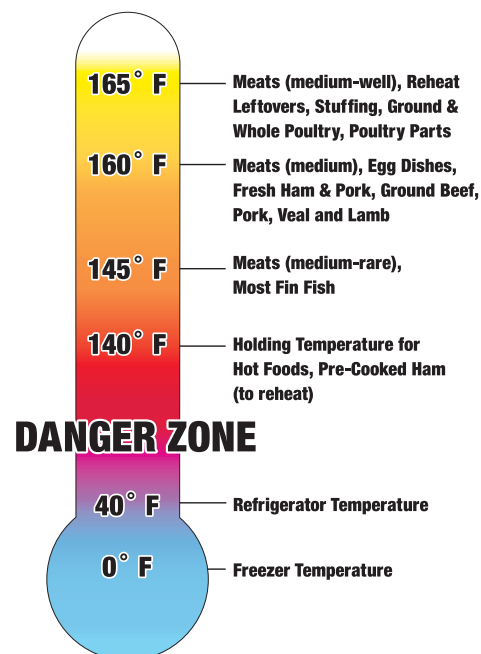 165° F
Meats (medium-well), Reheat
Leftovers, Stuffing, Ground &
Whole Poultry, Poultry Parts
160° F
Meats (medium), Egg Dishes,
Fresh Ham & Pork, Ground Beef,
Pork, Veal and Lamb
145° F
Meats (medium-rare),
Most Fin Fish
140° F
Holding Temperature for
Hot Foods, Pre-Cooked Ham
(to reheat)
DANGER ZONE
40° F
Refrigerator Temperature
0° F
Freezer Temperature